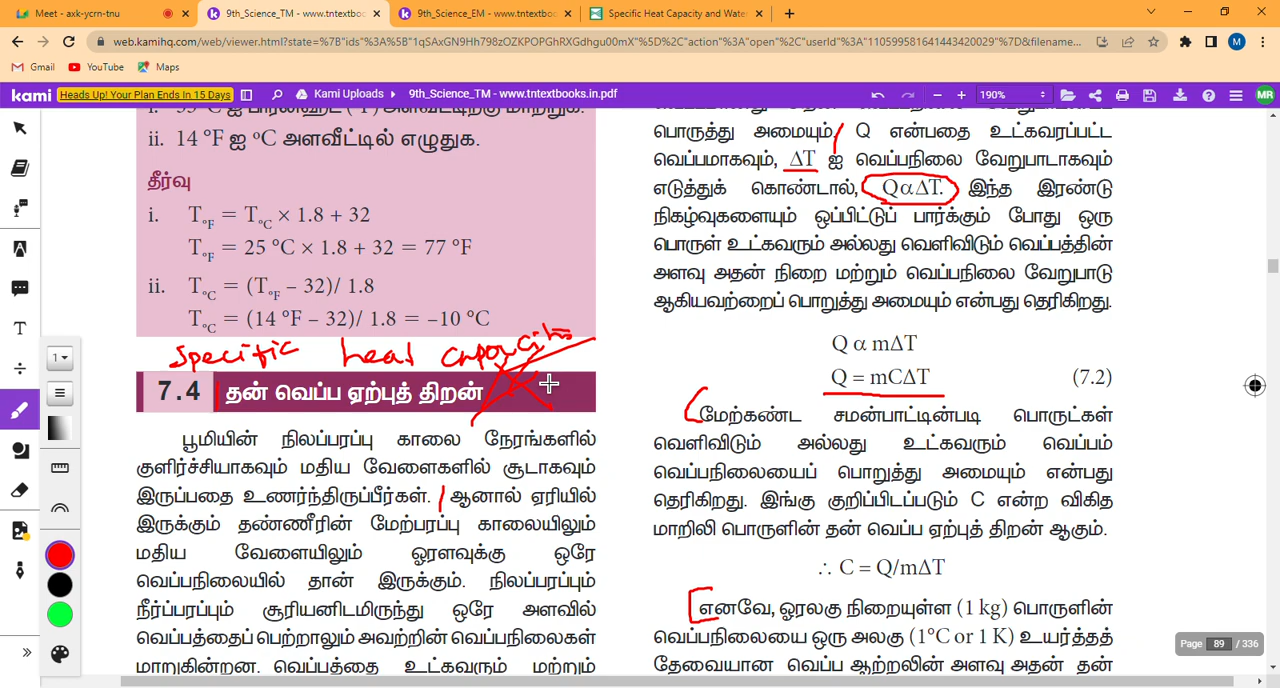 Meet - axk-ycrn-tnu
9th_Science_TM - www.tntextboo
9th_Science_EM - www.tntextboo
Specific Heat Capacity and Wate
web.kamihq.com/web/viewer.html?state=%7B"ids"%3A%5B"1qSAxGN9Hh798zOZKPOPGhRXGdhgu00mX"%5D%2C"action"%3A"open"%2C"userId"%3A"110599581641443420029"%7D&filename...
M
Gmail
YouTube
Maps
kami
Heads Up! Your Plan Ends In 15 Days
Kami Uploads
9th_Science_TM - www.tntextbooks.in.pdf
190%
MR
ii. 14 °F ஐ °C அளவீட்டில் எழுதுக.
தீர்வு
i. T°F = T°C × 1.8 + 32
T°F = 25 °C × 1.8 + 32 = 77 °F
ii. T°C = (T°F − 32)/ 1.8
T°C = (14 °F − 32)/ 1.8 = −10 °C
Specific heat capacity
7.4 தன் வெப்ப ஏற்புத் திறன்
பூமியின் நிலப்பரப்பு காலை நேரங்களில்
குளிர்ச்சியாகவும் மதிய வேளைகளில் சூடாகவும்
இருப்பதை உணர்ந்திருப்பீர்கள். ஆனால் ஏரியில்
இருக்கும் தண்ணீரின் மேற்பரப்பு காலையிலும்
மதிய வேளையிலும் ஓரளவுக்கு ஒரே
வெப்பநிலையில் தான் இருக்கும். நிலப்பரப்பும்
நீர்ப்பரப்பும் சூரியனிடமிருந்து ஒரே அளவில்
வெப்பத்தைப் பெற்றாலும் அவற்றின் வெப்பநிலைகள்
மாறுகின்றன. வெப்பத்தை உட்கவரும் மற்றும்
பொருத்து அமையும். Q என்பதை உட்கவரப்பட்ட
வெப்பமாகவும், ΔT ஐ வெப்பநிலை வேறுபாடாகவும்
எடுத்துக் கொண்டால், QαΔT. இந்த இரண்டு
நிகழ்வுகளையும் ஒப்பிட்டுப் பார்க்கும் போது ஒரு
பொருள் உட்கவரும் அல்லது வெளிவிடும் வெப்பத்தின்
அளவு அதன் நிறை மற்றும் வெப்பநிலை வேறுபாடு
ஆகியவற்றைப் பொறுத்து அமையும் என்பது தெரிகிறது.
Q α mΔT
Q = mCΔT (7.2)
மேற்கண்ட சமன்பாட்டின்படி பொருட்கள்
வெளிவிடும் அல்லது உட்கவரும் வெப்பம்
வெப்பநிலையைப் பொறுத்து அமையும் என்பது
தெரிகிறது. இங்கு குறிப்பிடப்படும் C என்ற விகித
மாறிலி பொருளின் தன் வெப்ப ஏற்புத் திறன் ஆகும்.
∴ C = Q/mΔT
எனவே, ஓரலகு நிறையுள்ள (1 kg) பொருளின்
வெப்பநிலையை ஒரு அலகு (1°C or 1 K) உயர்த்தத்
தேவையான வெப்ப ஆற்றலின் அளவு அதன் தன்
Page 89 / 336